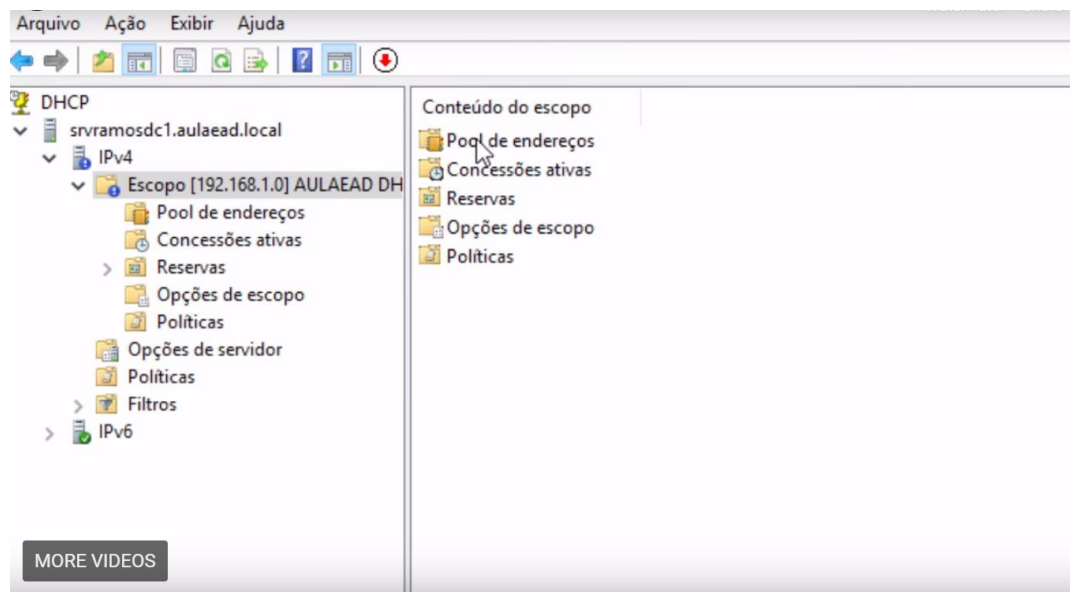 Arquivo Ação Exibir Ajuda
DHCP
srvramosdc1.aulaead.local
IPv4
Escopo [192.168.1.0] AULAEAD DH
Pool de endereços
Concessões ativas
Reservas
Opções de escopo
Políticas
Opções de servidor
Políticas
Filtros
IPv6
Conteúdo do escopo
Pool de endereços
Concessões ativas
Reservas
Opções de escopo
Políticas
MORE VIDEOS